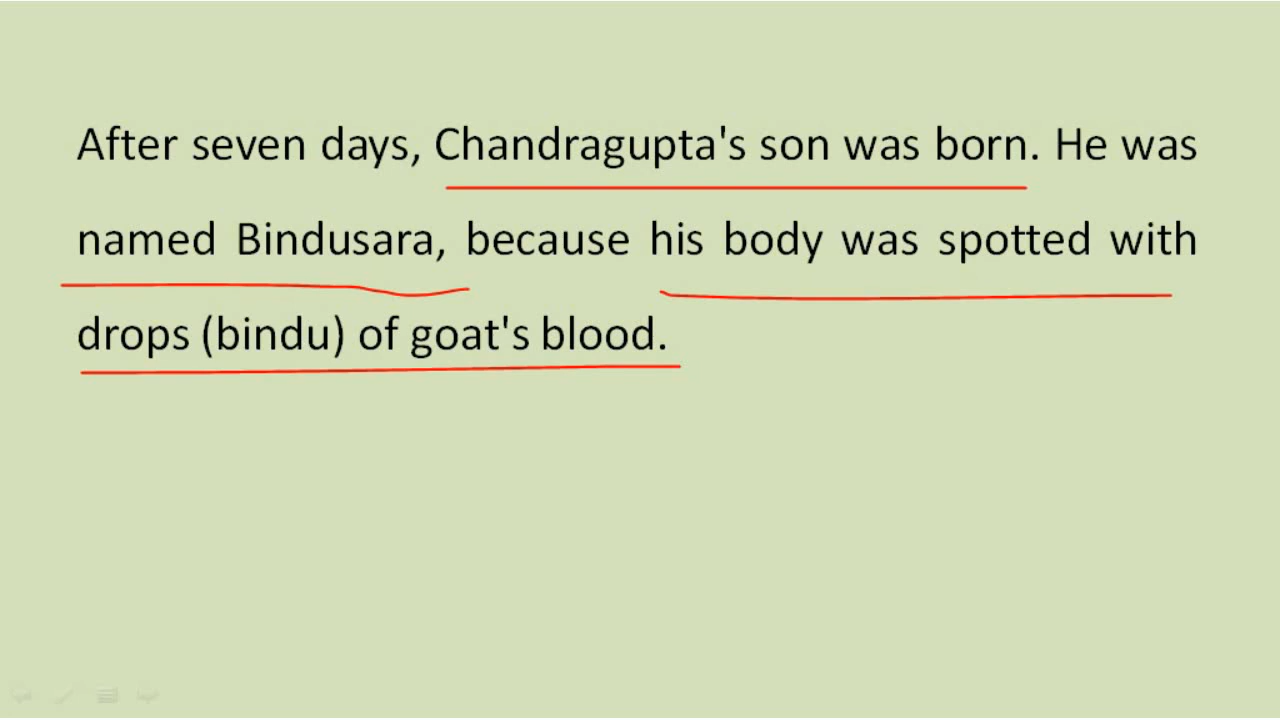 After seven days, Chandragupta's son was born. He was
named Bindusara, because his body was spotted with
drops (bindu) of goat's blood.